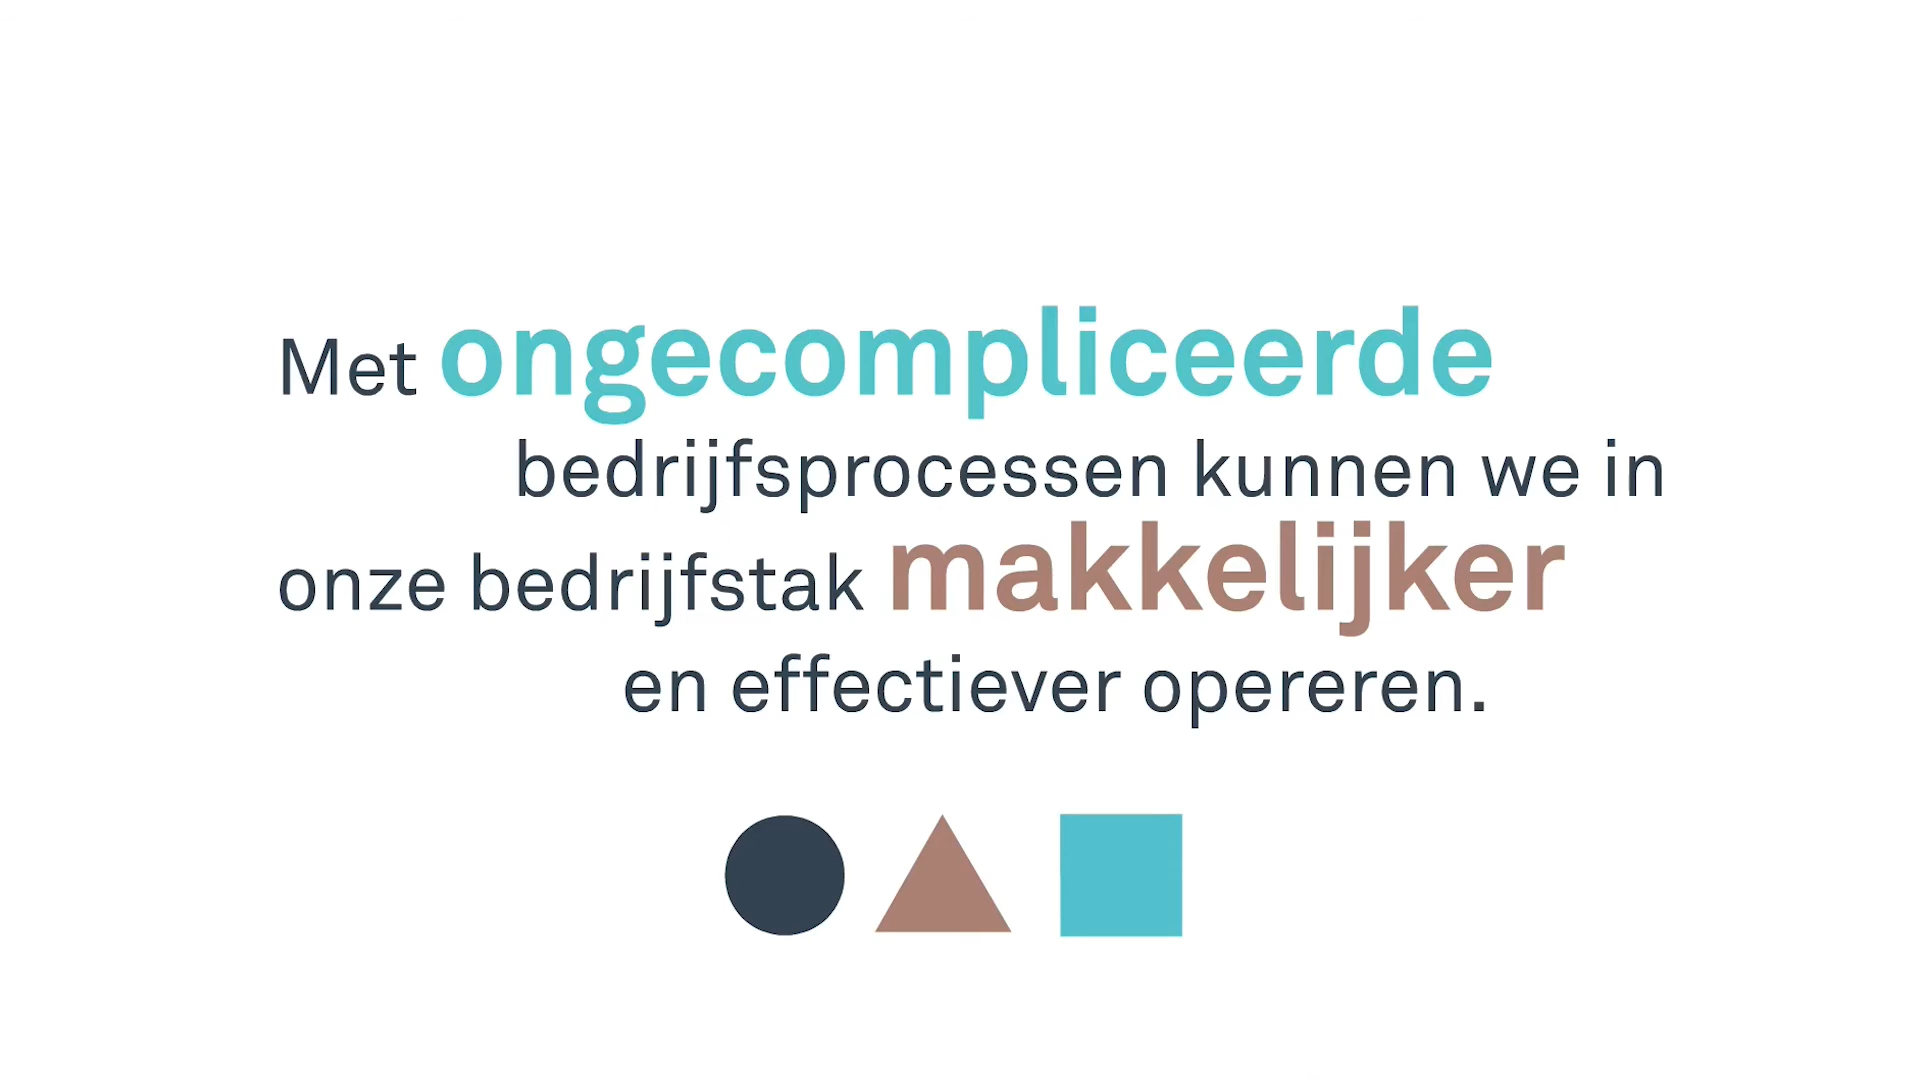 Met ongecompliceerde
bedrijfsprocessen kunnen we in
onze bedrijfstak makkelijker
en effectiever opereren.